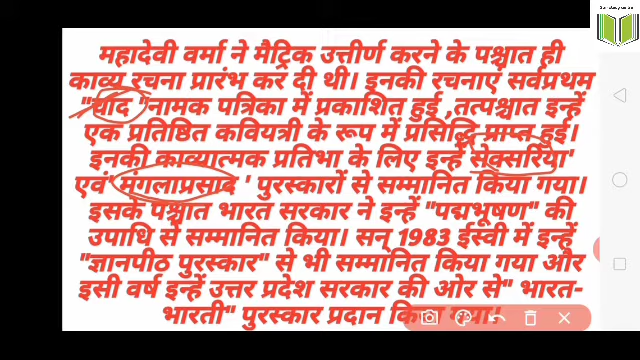 महादेवी वर्मा ने मैट्रिक उत्तीर्ण करने के पश्चात ही
काव्य रचना प्रारंभ कर दी थी। इनकी रचनाएं सर्वप्रथम
"चांद "नामक पत्रिका में प्रकाशित हुई ,तत्पश्चात इन्हें
एक प्रतिष्ठित कवियत्री के रूप में प्रसिद्धि प्राप्त हुई।
इनकी काव्यात्मक प्रतिभा के लिए इन्हें सेक्सरिया'
एवं' मंगलाप्रसाद ' पुरस्कारों से सम्मानित किया गया।
इसके पश्चात भारत सरकार ने इन्हें "पद्मभूषण" की
उपाधि से सम्मानित किया। सन् 1983 ईस्वी में इन्हें
"ज्ञानपीठ पुरस्कार" से भी सम्मानित किया गया और
इसी वर्ष इन्हें उत्तर प्रदेश सरकार की ओर से" भारत-
भारती" पुरस्कार प्रदान किया गया।